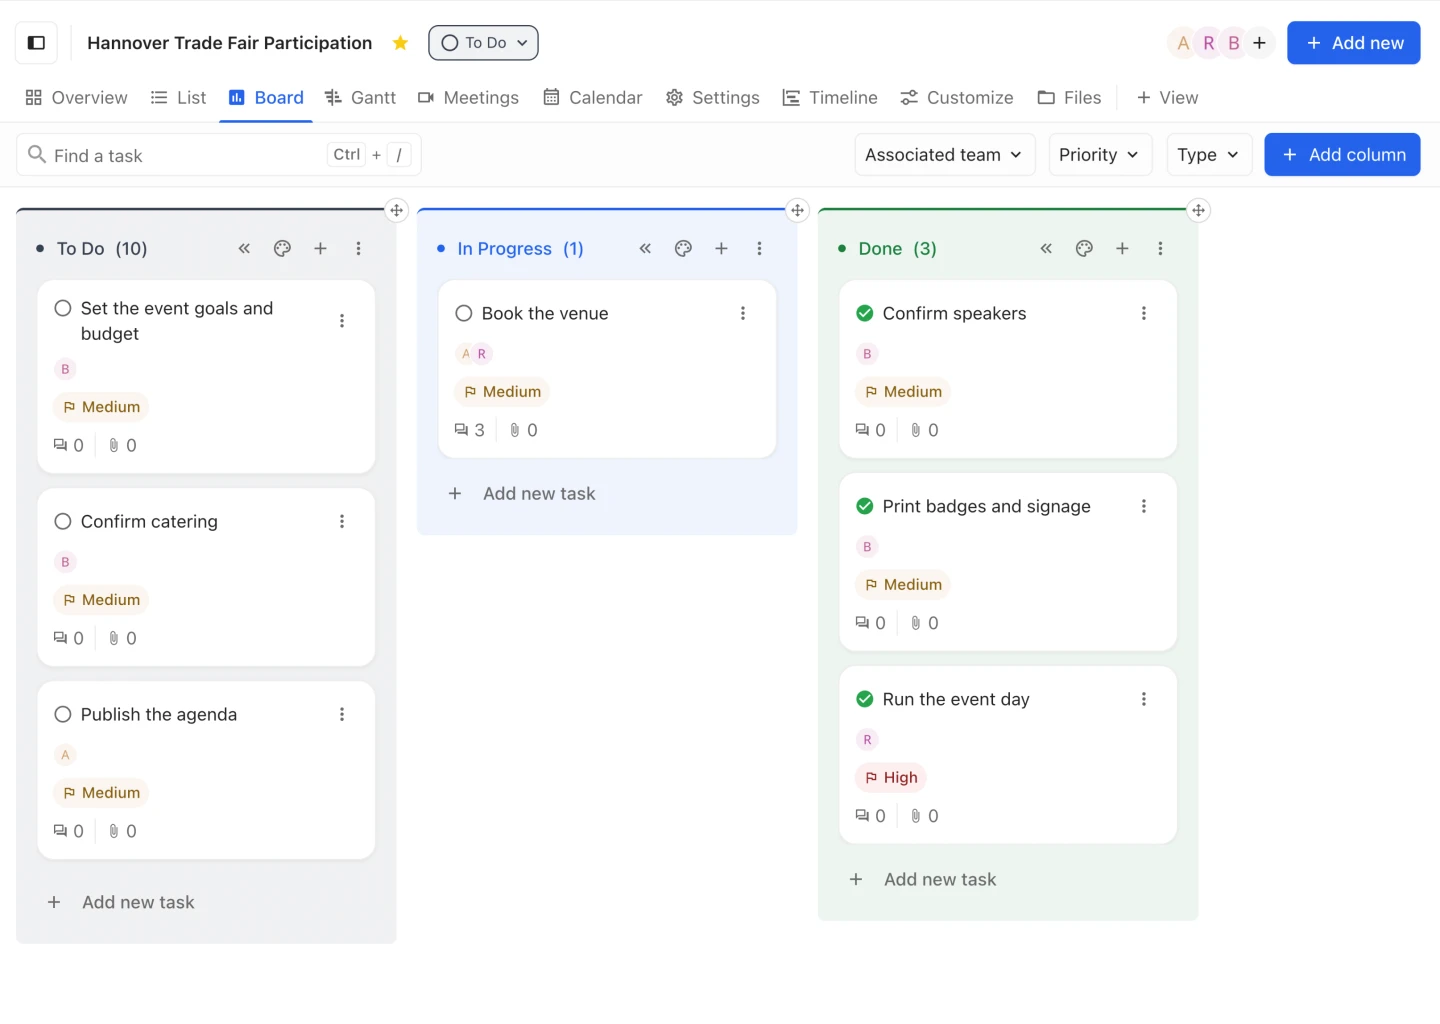 Hannover Trade Fair Participation
To Do
A R B +
+ Add new
Overview
List
Board
Gantt
Meetings
Calendar
Settings
Timeline
Customize
Files
+ View
Find a task
Ctrl + /
Associated team
Priority
Type
+ Add column
To Do (10)
Set the event goals and
budget
B
Medium
0 0
Confirm catering
B
Medium
0 0
Publish the agenda
A
Medium
0 0
+ Add new task
In Progress (1)
Book the venue
A R
Medium
3 0
+ Add new task
Done (3)
Confirm speakers
B
Medium
0 0
Print badges and signage
B
Medium
0 0
Run the event day
R
High
0 0
+ Add new task